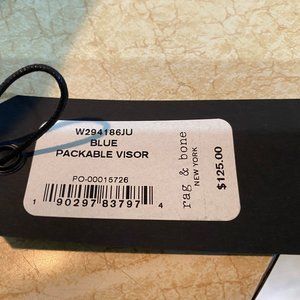 W294186JU
BLUE
PACKABLE VISOR
PO-00015726
1 90297 83797 4
rag & bone
NEW YORK
$125.00